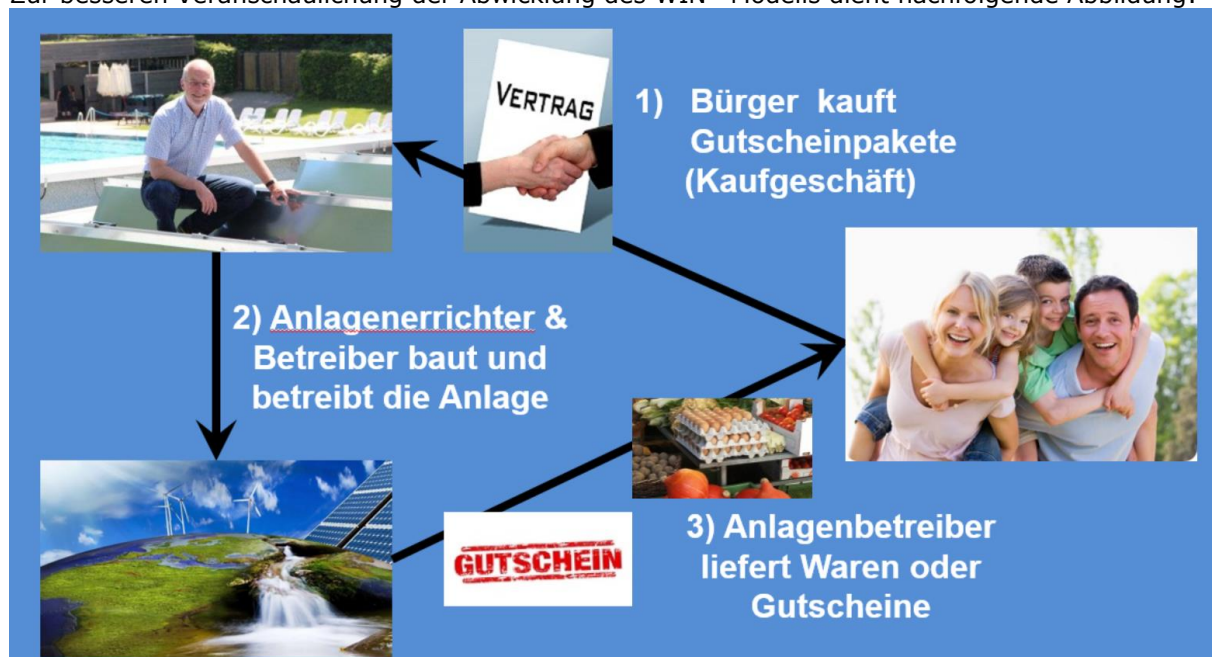 Zur besseren Veranschaulichung der Abwicklung des WIN - Modells dient nachfolgende Abbildung:
VERTRAG
1) Bürger kauft
Gutscheinpakete
(Kaufgeschäft)
2) Anlagenerrichter &
Betreiber baut und
betreibt die Anlage
GUTSCHEIN
3) Anlagenbetreiber
liefert Waren oder
Gutscheine